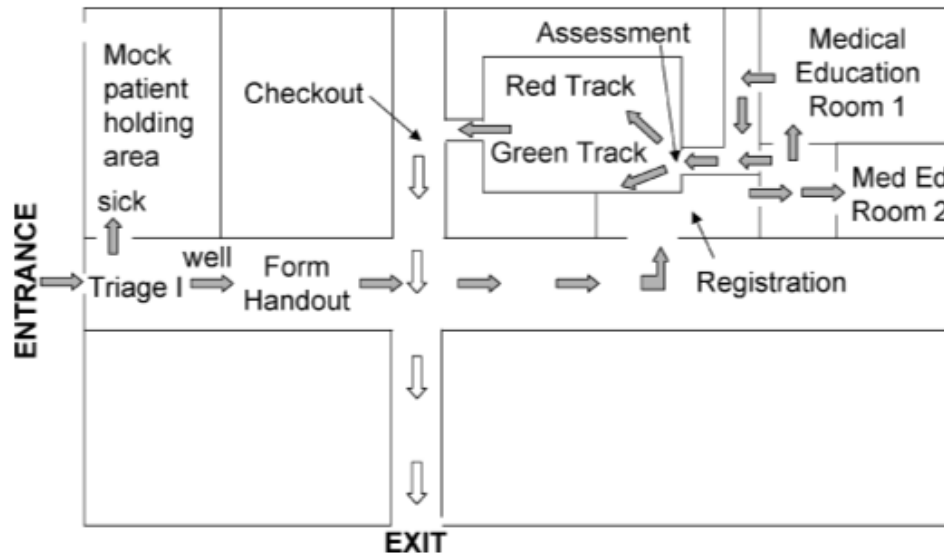 Mock
patient
holding
area
sick
ENTRANCE
Triage I
well
Form
Handout
Checkout
Assessment
Red Track
Green Track
Medical
Education
Room 1
Med Ed
Room 2
Registration
EXIT